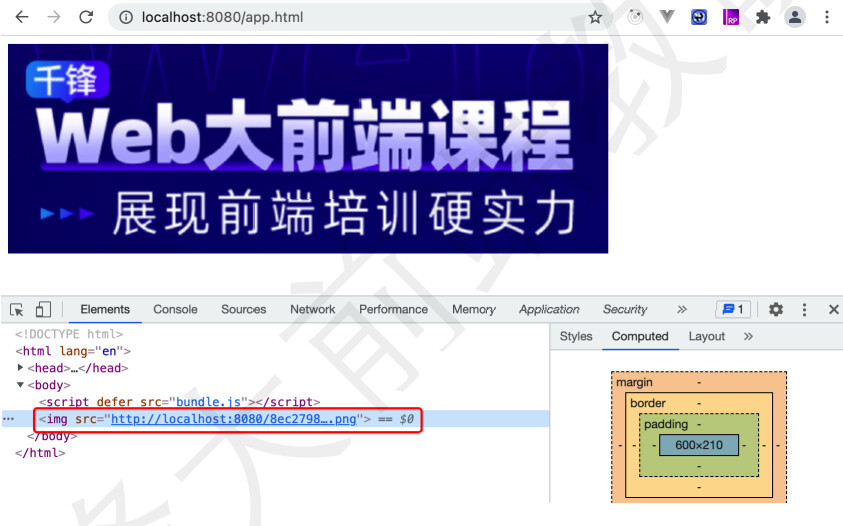 localhost:8080/app.html
RP
千锋
Web大前端课程
展现前端培训硬实力
Elements Console Sources Network Performance Memory Application Security » 1
<!DOCTYPE html>
<html lang="en">
<head>…</head>
<body>
<script defer src="bundle.js"></script>
<img src="http://localhost:8080/8ec2798….png"> == $0
</body>
</html>
Styles Computed Layout »
margin -
border -
padding -
- - - 600×210 - - -
-
-